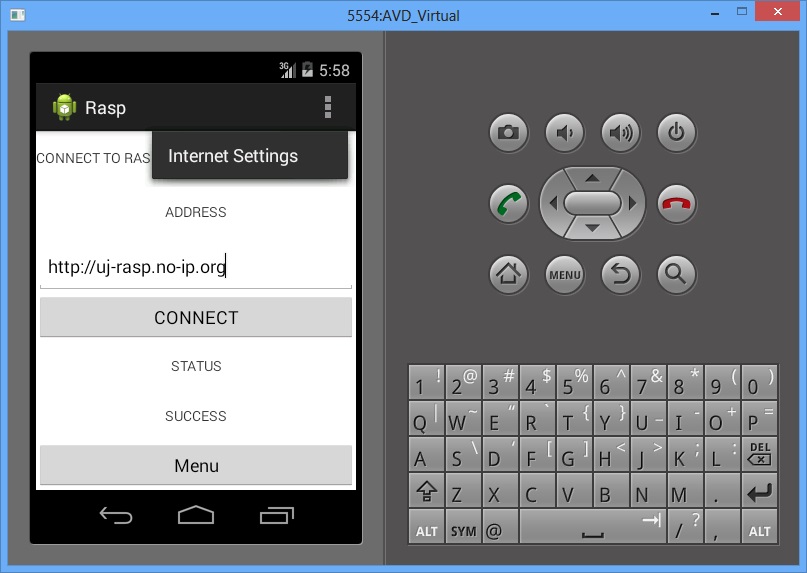 5554:AVD_Virtual
3G 5:58
Rasp
Internet Settings
CONNECT TO RAS
ADDRESS
http://uj-rasp.no-ip.org
CONNECT
STATUS
SUCCESS
Menu
MENU
1 ! 2 @ 3 # 4 $ 5 % 6 ^ 7 & 8 * 9 ( 0 )
Q | W ~ E “ R ` T { Y } U _ I - O + P =
A S \ D ‘ F [ G ] H < J > K ; L : DEL
Z X C V B N M .
ALT SYM @ / ? , ALT